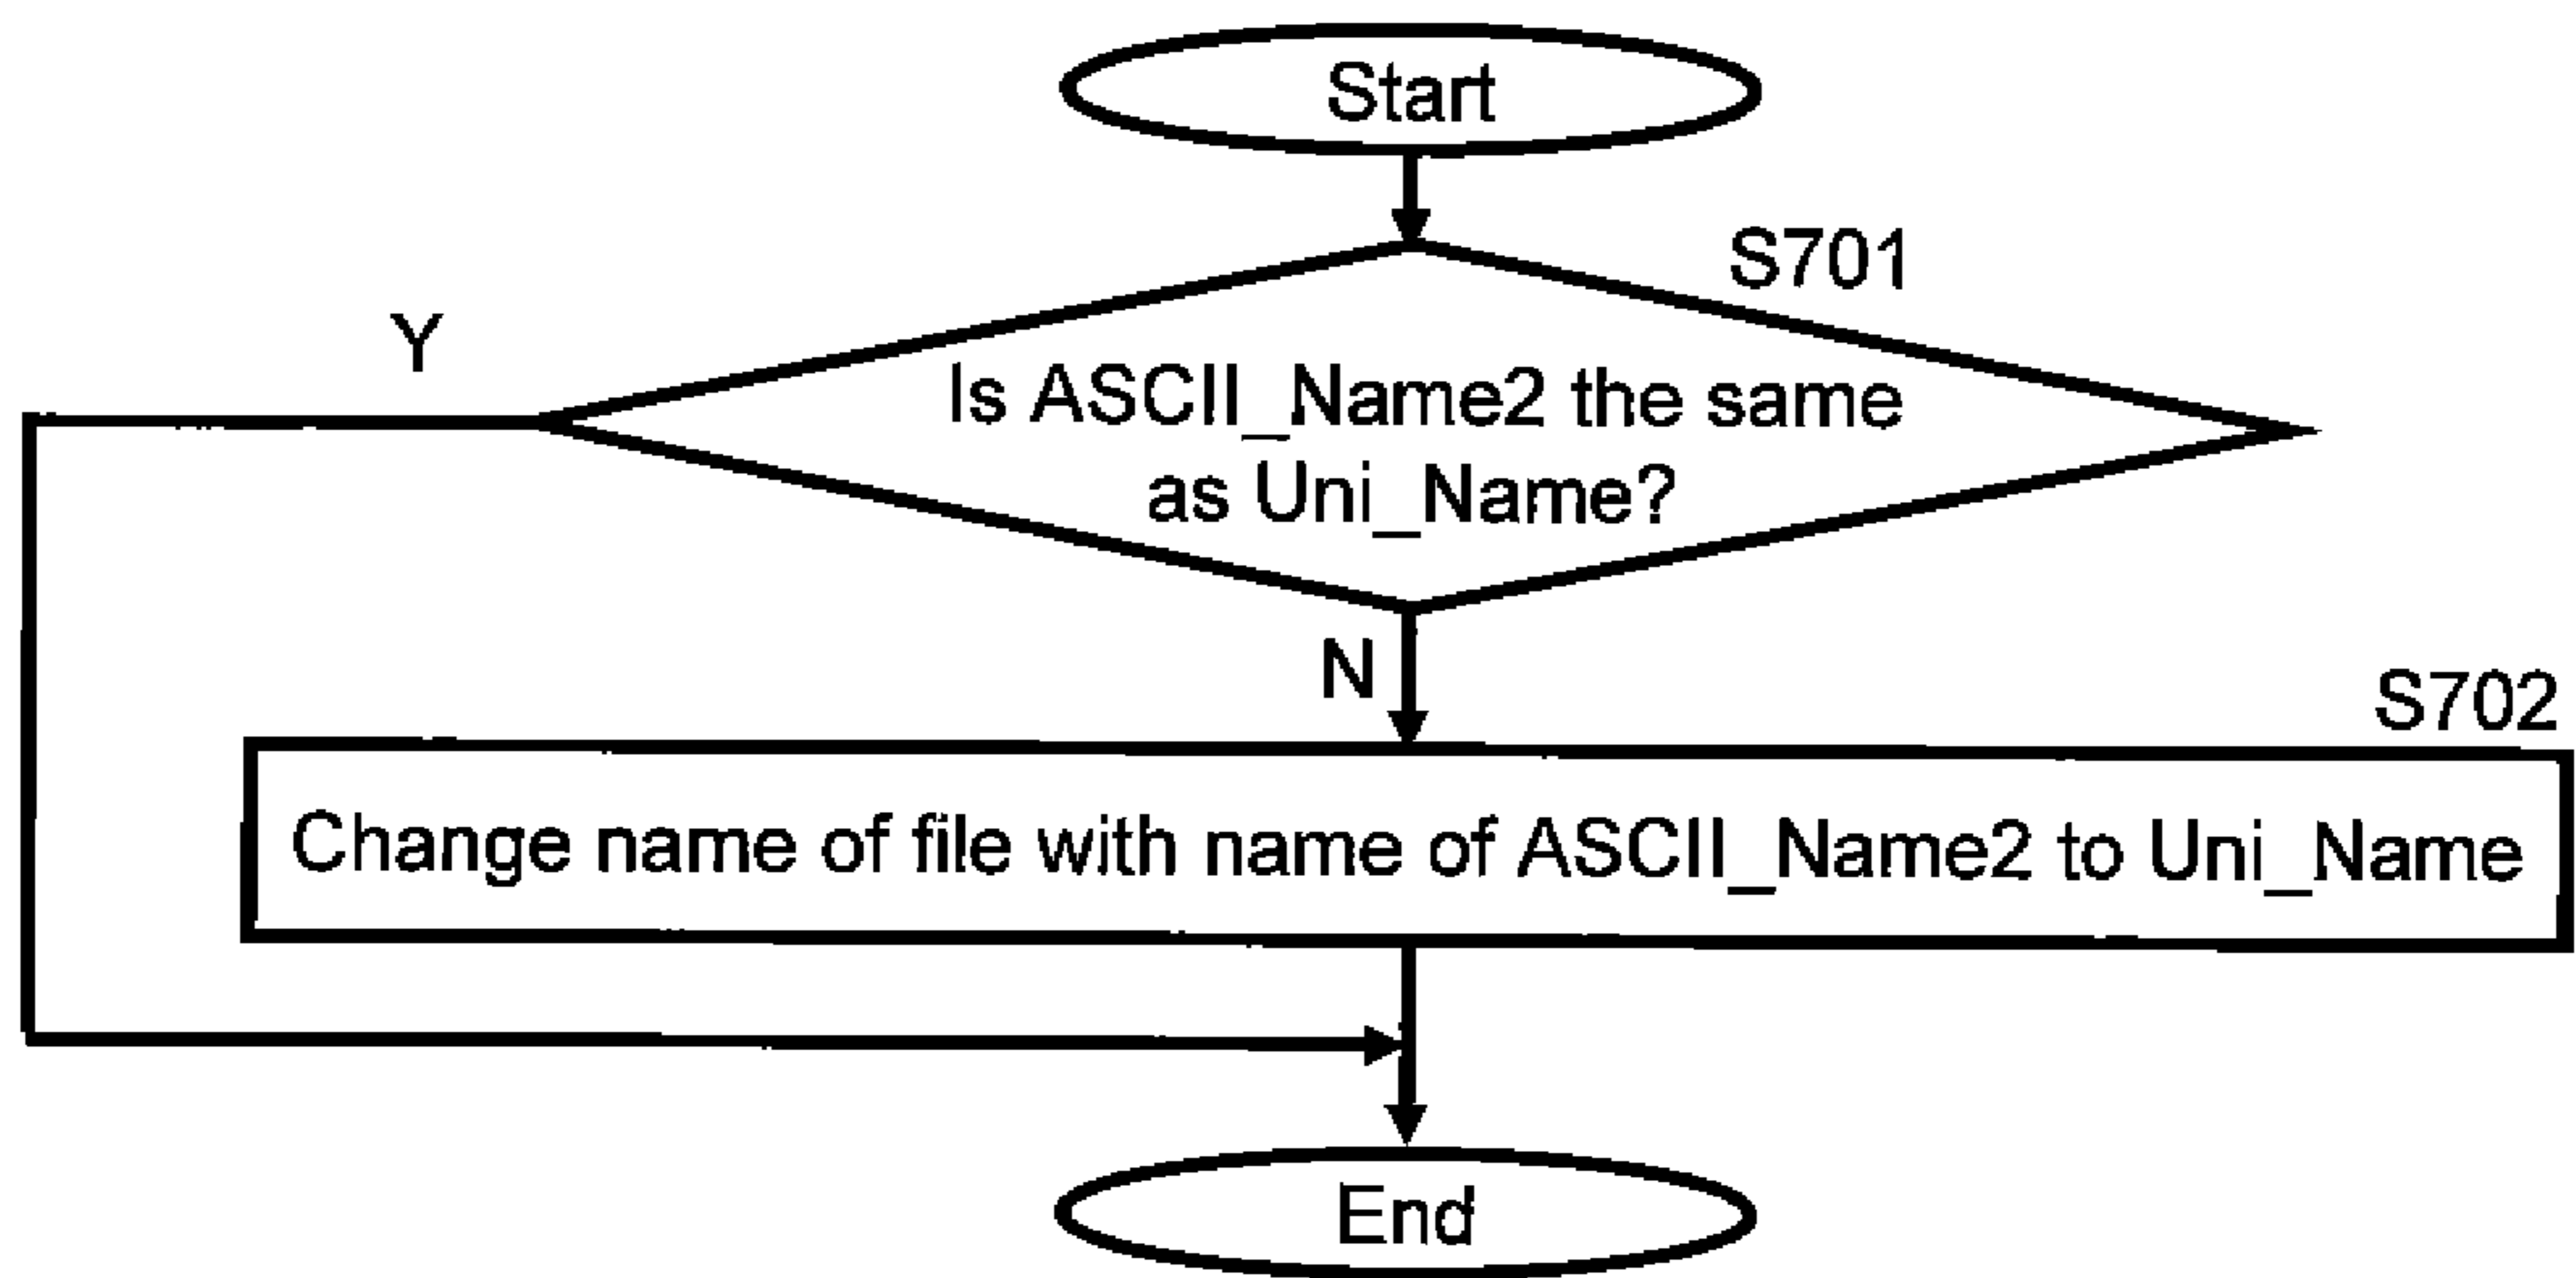 Start
S701
Y
Is ASCII_Name2 the same
as Uni_Name?
N
S702
Change name of file with name of ASCII_Name2 to Uni_Name
End